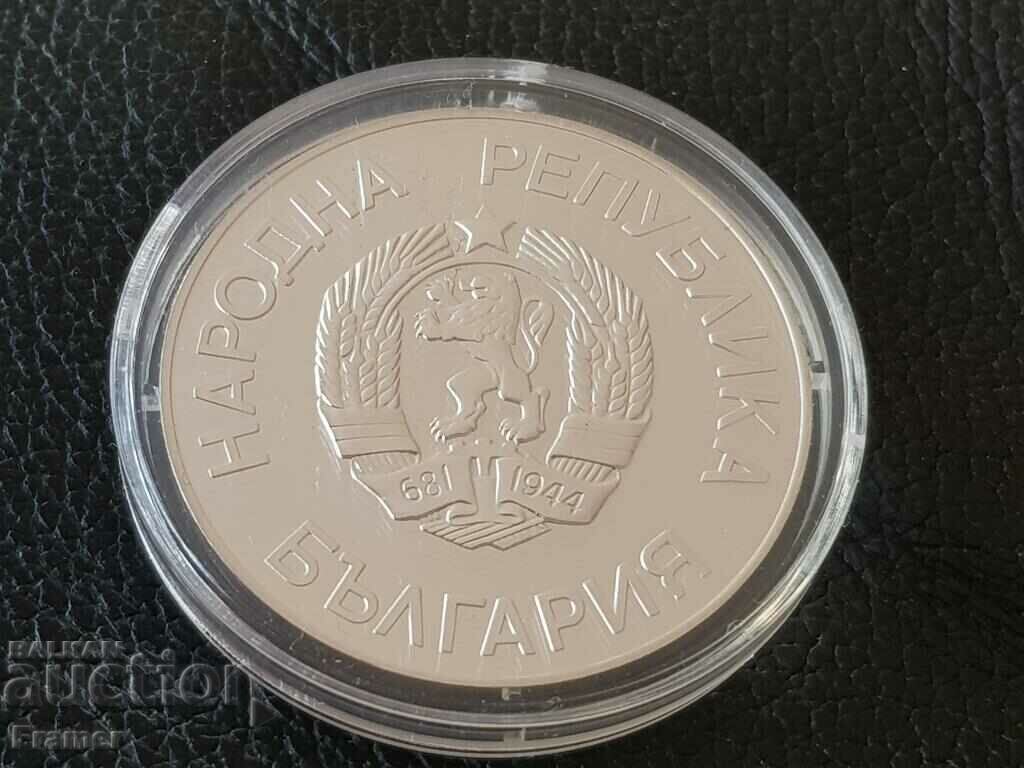 НАРОДНА РЕПУБЛИКА
БЪЛГАРИЯ
681 1944
BALKAN
auction
Framer